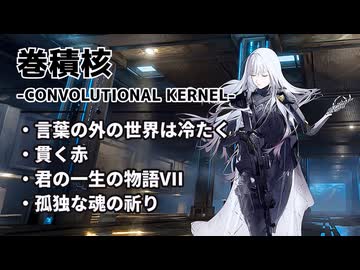 巻積核
-CONVOLUTIONAL KERNEL-
・言葉の外の世界は冷たく
・貫く赤
・君の一生の物語VII
・孤独な魂の祈り